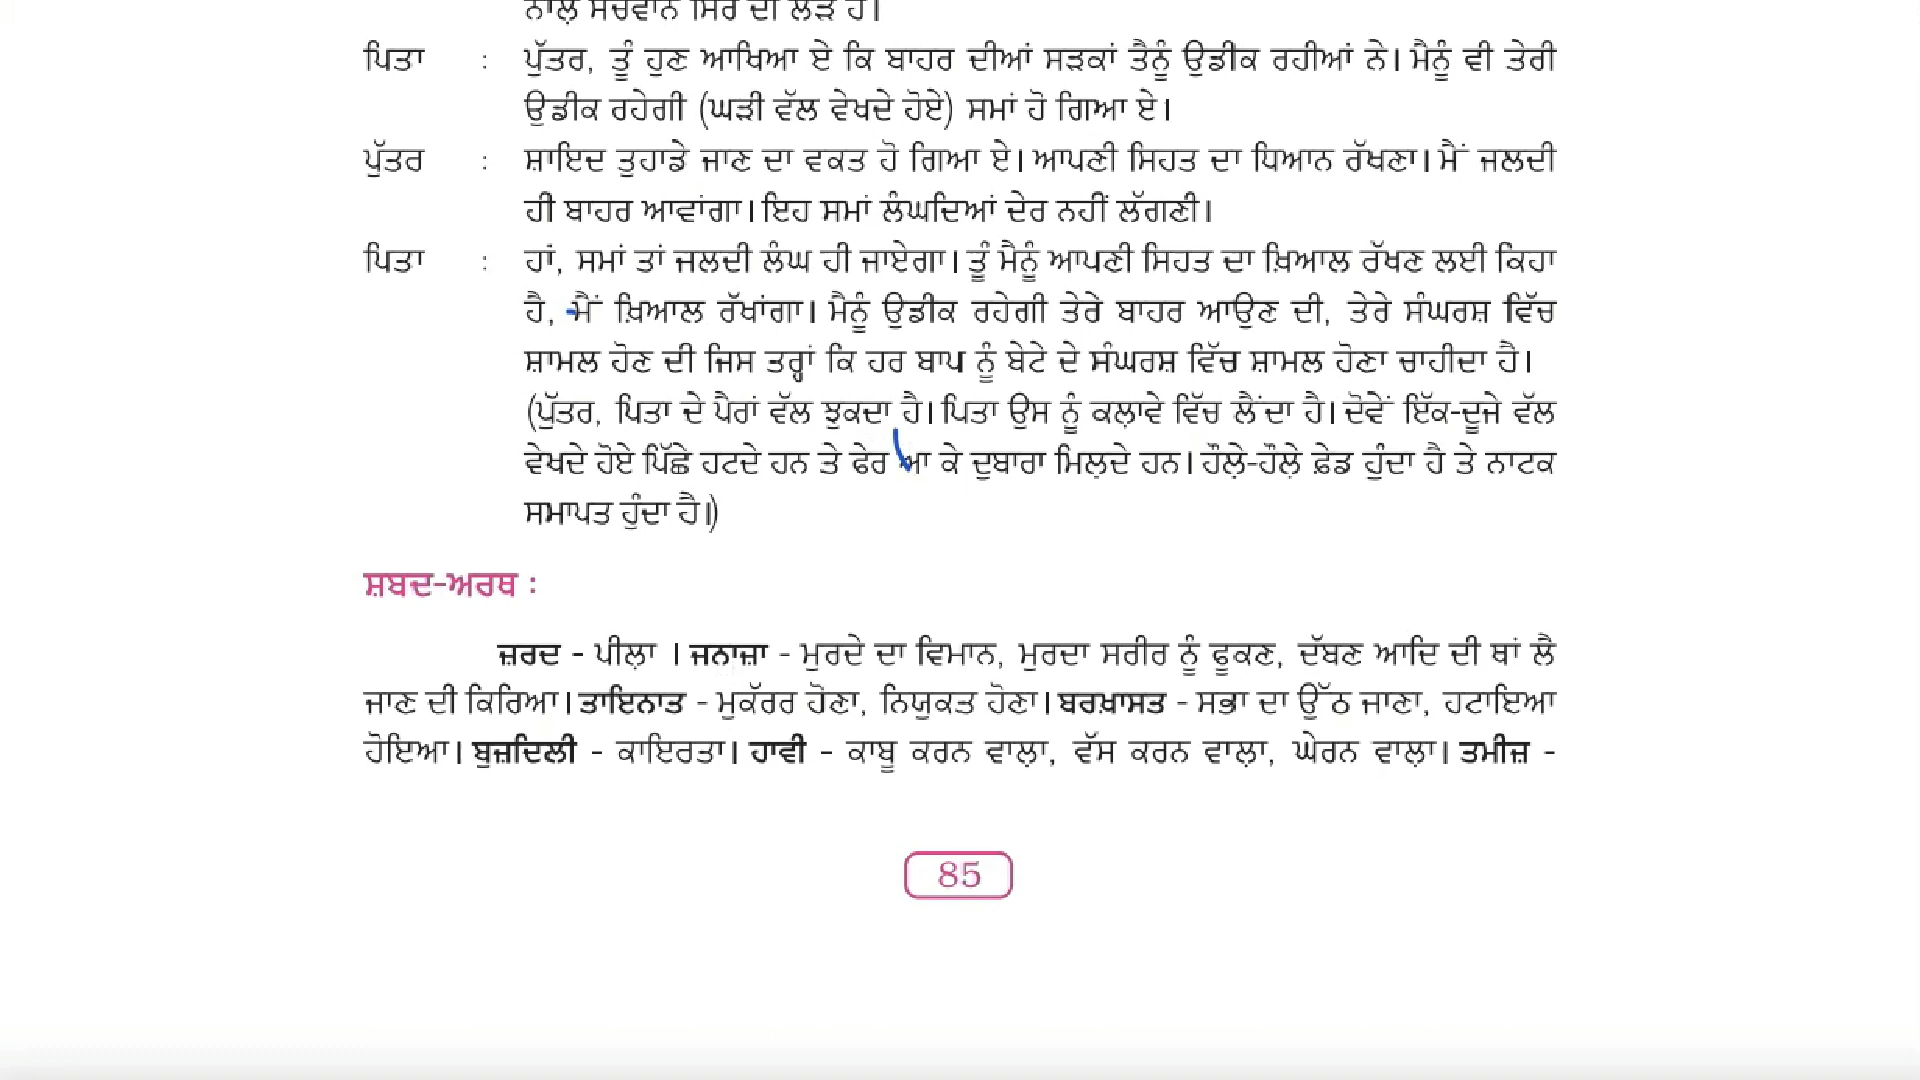 ਨਾਲ਼ ਸੱਚਵਾਨ ਸਿਰ ਦੀ ਲੋੜ ਹੈ।
ਪਿਤਾ : ਪੁੱਤਰ, ਤੂੰ ਹੁਣ ਆਖਿਆ ਏ ਕਿ ਬਾਹਰ ਦੀਆਂ ਸੜਕਾਂ ਤੈਨੂੰ ਉਡੀਕ ਰਹੀਆਂ ਨੇ। ਮੈਨੂੰ ਵੀ ਤੇਰੀ
ਉਡੀਕ ਰਹੇਗੀ (ਘੜੀ ਵੱਲ ਵੇਖਦੇ ਹੋਏ) ਸਮਾਂ ਹੋ ਗਿਆ ਏ।
ਪੁੱਤਰ : ਸ਼ਾਇਦ ਤੁਹਾਡੇ ਜਾਣ ਦਾ ਵਕਤ ਹੋ ਗਿਆ ਏ। ਆਪਣੀ ਸਿਹਤ ਦਾ ਧਿਆਨ ਰੱਖਣਾ। ਮੈਂ ਜਲਦੀ
ਹੀ ਬਾਹਰ ਆਵਾਂਗਾ। ਇਹ ਸਮਾਂ ਲੰਘਦਿਆਂ ਦੇਰ ਨਹੀਂ ਲੱਗਣੀ।
ਪਿਤਾ : ਹਾਂ, ਸਮਾਂ ਤਾਂ ਜਲਦੀ ਲੰਘ ਹੀ ਜਾਏਗਾ। ਤੂੰ ਮੈਨੂੰ ਆਪਣੀ ਸਿਹਤ ਦਾ ਖ਼ਿਆਲ ਰੱਖਣ ਲਈ ਕਿਹਾ
ਹੈ, ਮੈਂ ਖ਼ਿਆਲ ਰੱਖਾਂਗਾ। ਮੈਨੂੰ ਉਡੀਕ ਰਹੇਗੀ ਤੇਰੇ ਬਾਹਰ ਆਉਣ ਦੀ, ਤੇਰੇ ਸੰਘਰਸ਼ ਵਿੱਚ
ਸ਼ਾਮਲ ਹੋਣ ਦੀ ਜਿਸ ਤਰ੍ਹਾਂ ਕਿ ਹਰ ਬਾਪ ਨੂੰ ਬੇਟੇ ਦੇ ਸੰਘਰਸ਼ ਵਿੱਚ ਸ਼ਾਮਲ ਹੋਣਾ ਚਾਹੀਦਾ ਹੈ।
(ਪੁੱਤਰ, ਪਿਤਾ ਦੇ ਪੈਰਾਂ ਵੱਲ ਝੁਕਦਾ ਹੈ। ਪਿਤਾ ਉਸ ਨੂੰ ਕਲ਼ਾਵੇ ਵਿੱਚ ਲੈਂਦਾ ਹੈ। ਦੋਵੇਂ ਇੱਕ-ਦੂਜੇ ਵੱਲ
ਵੇਖਦੇ ਹੋਏ ਪਿੱਛੇ ਹਟਦੇ ਹਨ ਤੇ ਫੇਰ ਆ ਕੇ ਦੁਬਾਰਾ ਮਿਲ਼ਦੇ ਹਨ। ਹੌਲ਼ੇ-ਹੌਲ਼ੇ ਫ਼ੇਡ ਹੁੰਦਾ ਹੈ ਤੇ ਨਾਟਕ
ਸਮਾਪਤ ਹੁੰਦਾ ਹੈ।)
ਸ਼ਬਦ-ਅਰਥ :
ਜ਼ਰਦ - ਪੀਲ਼ਾ । ਜਨਾਜ਼ਾ - ਮੁਰਦੇ ਦਾ ਵਿਮਾਨ, ਮੁਰਦਾ ਸਰੀਰ ਨੂੰ ਫੂਕਣ, ਦੱਬਣ ਆਦਿ ਦੀ ਥਾਂ ਲੈ
ਜਾਣ ਦੀ ਕਿਰਿਆ। ਤਾਇਨਾਤ - ਮੁਕੱਰਰ ਹੋਣਾ, ਨਿਯੁਕਤ ਹੋਣਾ। ਬਰਖ਼ਾਸਤ - ਸਭਾ ਦਾ ਉੱਠ ਜਾਣਾ, ਹਟਾਇਆ
ਹੋਇਆ। ਬੁਜ਼ਦਿਲੀ - ਕਾਇਰਤਾ। ਹਾਵੀ - ਕਾਬੂ ਕਰਨ ਵਾਲ਼ਾ, ਵੱਸ ਕਰਨ ਵਾਲ਼ਾ, ਘੇਰਨ ਵਾਲ਼ਾ। ਤਮੀਜ਼ -
85